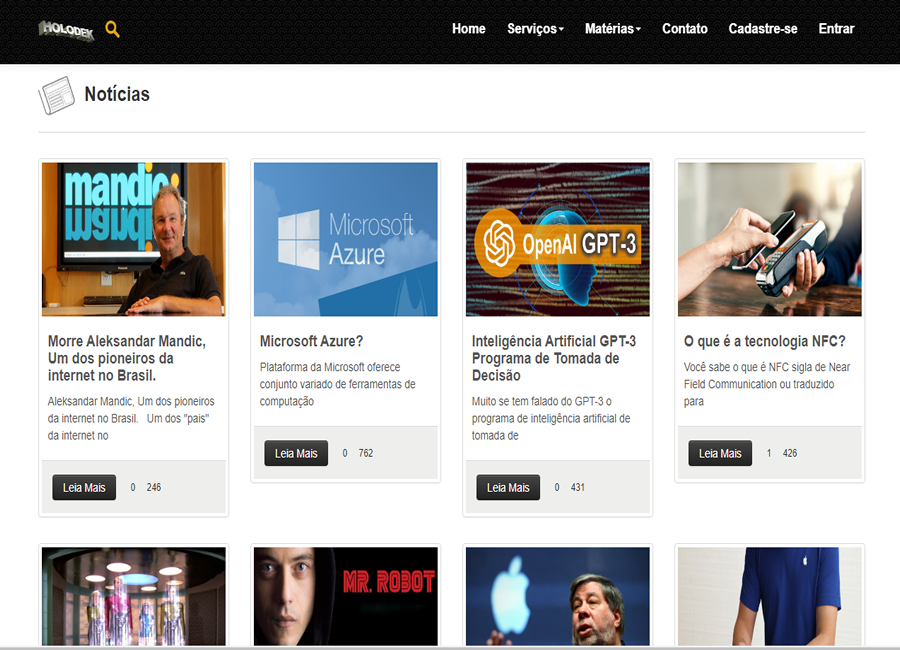 HOLODEK
Home Serviços Matérias Contato Cadastre-se Entrar
Notícias
mandic
Morre Aleksandar Mandic,
Um dos pioneiros da
internet no Brasil.
Aleksandar Mandic, Um dos pioneiros
da internet no Brasil. Um dos "pais"
da internet no
Leia Mais 0 246
Microsoft
Azure
Microsoft Azure?
Plataforma da Microsoft oferece
conjunto variado de ferramentas de
computação
Leia Mais 0 762
OpenAI GPT-3
Inteligência Artificial GPT-3
Programa de Tomada de
Decisão
Muito se tem falado do GPT-3 o
programa de inteligência artificial de
tomada de
Leia Mais 0 431
O que é a tecnologia NFC?
Você sabe o que é NFC sigla de Near
Field Communication ou traduzido
para
Leia Mais 1 426
MR. ROBOT